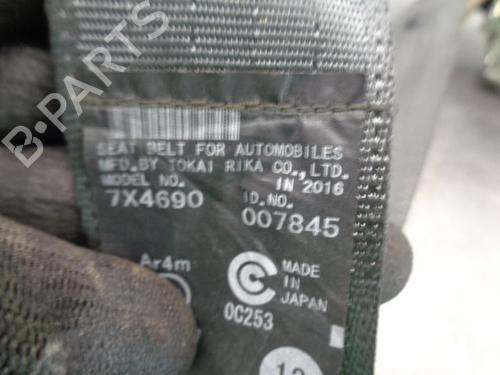 B-PARTS
SEAT BELT FOR AUTOMOBILES
MFD.BY TOKAI RIKA CO.,LTD.
MODEL NO. IN 2016
7X4690 ID.NO.
007845
Ar4m
MADE
IN
JAPAN
0C253